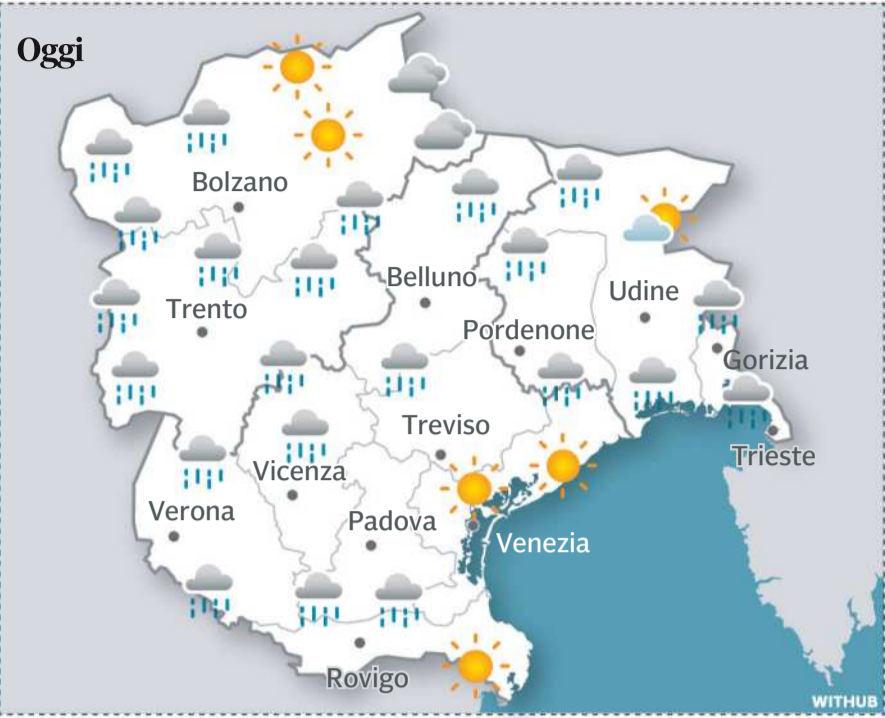 Oggi
Bolzano
Belluno
Trento
Udine
Pordenone
Gorizia
Treviso
Trieste
Vicenza
Verona
Padova
Venezia
Rovigo
WITHUB